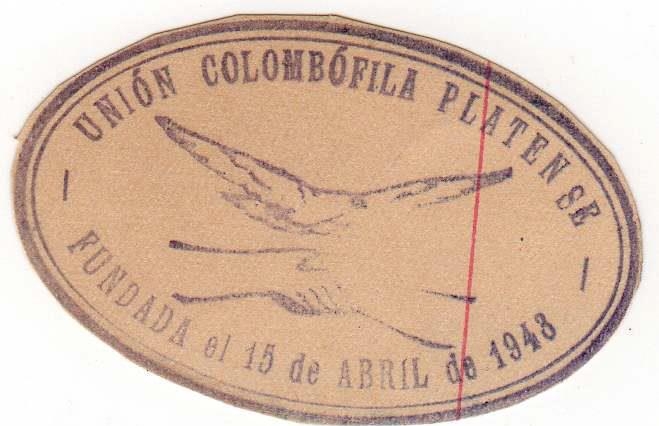 UNIÓN COLOMBÓFILA PLATENSE
FUNDADA el 15 de ABRIL de 1948